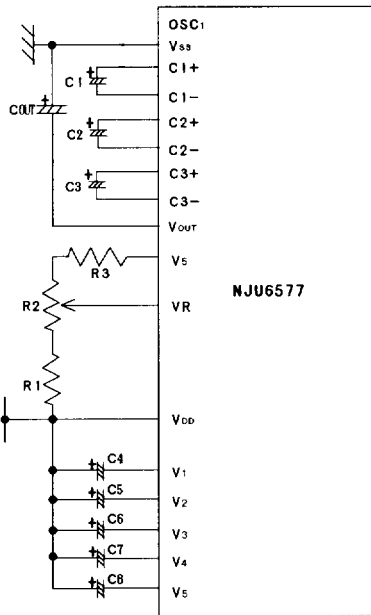 OSC1
VSS
C1 + C1+
C1-
COUT +
C2 + C2+
C2-
C3 + C3+
C3-
VOUT
R3 V5
R2 VR
NJU6577
R1
VDD
+ C4 V1
+ C5 V2
+ C6 V3
+ C7 V4
+ C8 V5